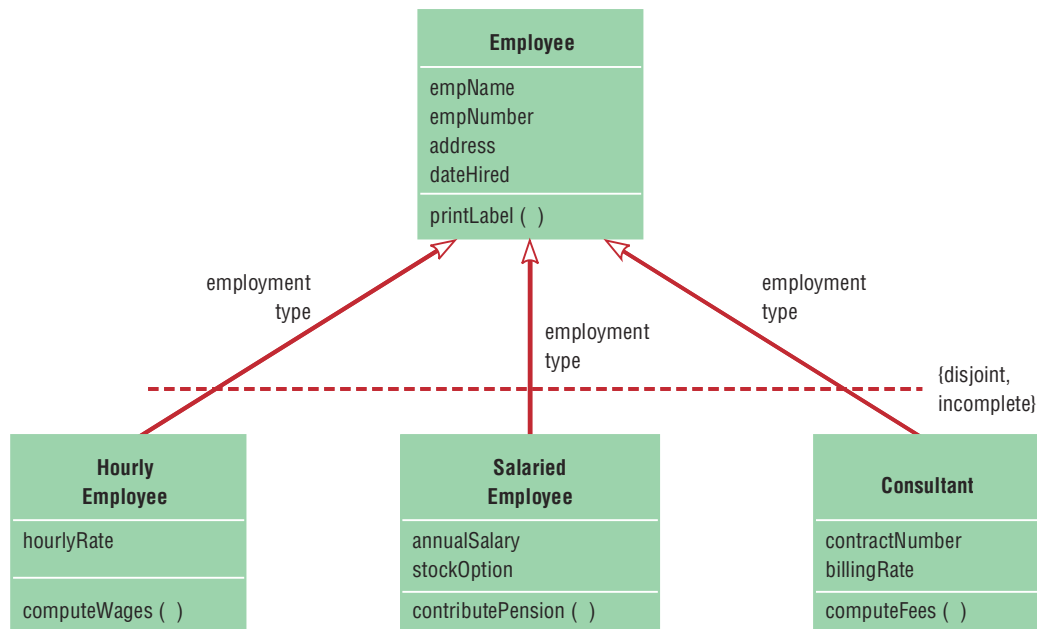 Employee
empName
empNumber
address
dateHired
printLabel ( )
employment
type
employment
type
employment
type
{disjoint,
incomplete}
Hourly
Employee
hourlyRate
computeWages ( )
Salaried
Employee
annualSalary
stockOption
contributePension ( )
Consultant
contractNumber
billingRate
computeFees ( )